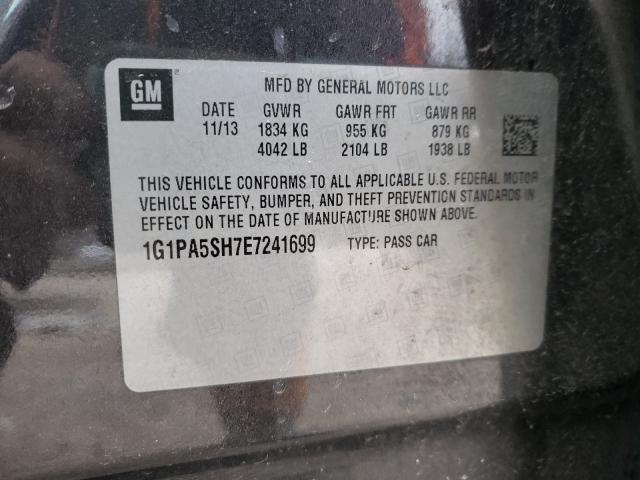 GM
MFD BY GENERAL MOTORS LLC
DATE GVWR GAWR FRT GAWR RR
11/13 1834 KG 955 KG 879 KG
4042 LB 2104 LB 1938 LB
THIS VEHICLE CONFORMS TO ALL APPLICABLE U.S. FEDERAL MOTOR
VEHICLE SAFETY, BUMPER, AND THEFT PREVENTION STANDARDS IN
EFFECT ON THE DATE OF MANUFACTURE SHOWN ABOVE.
1G1PA5SH7E7241699 TYPE: PASS CAR